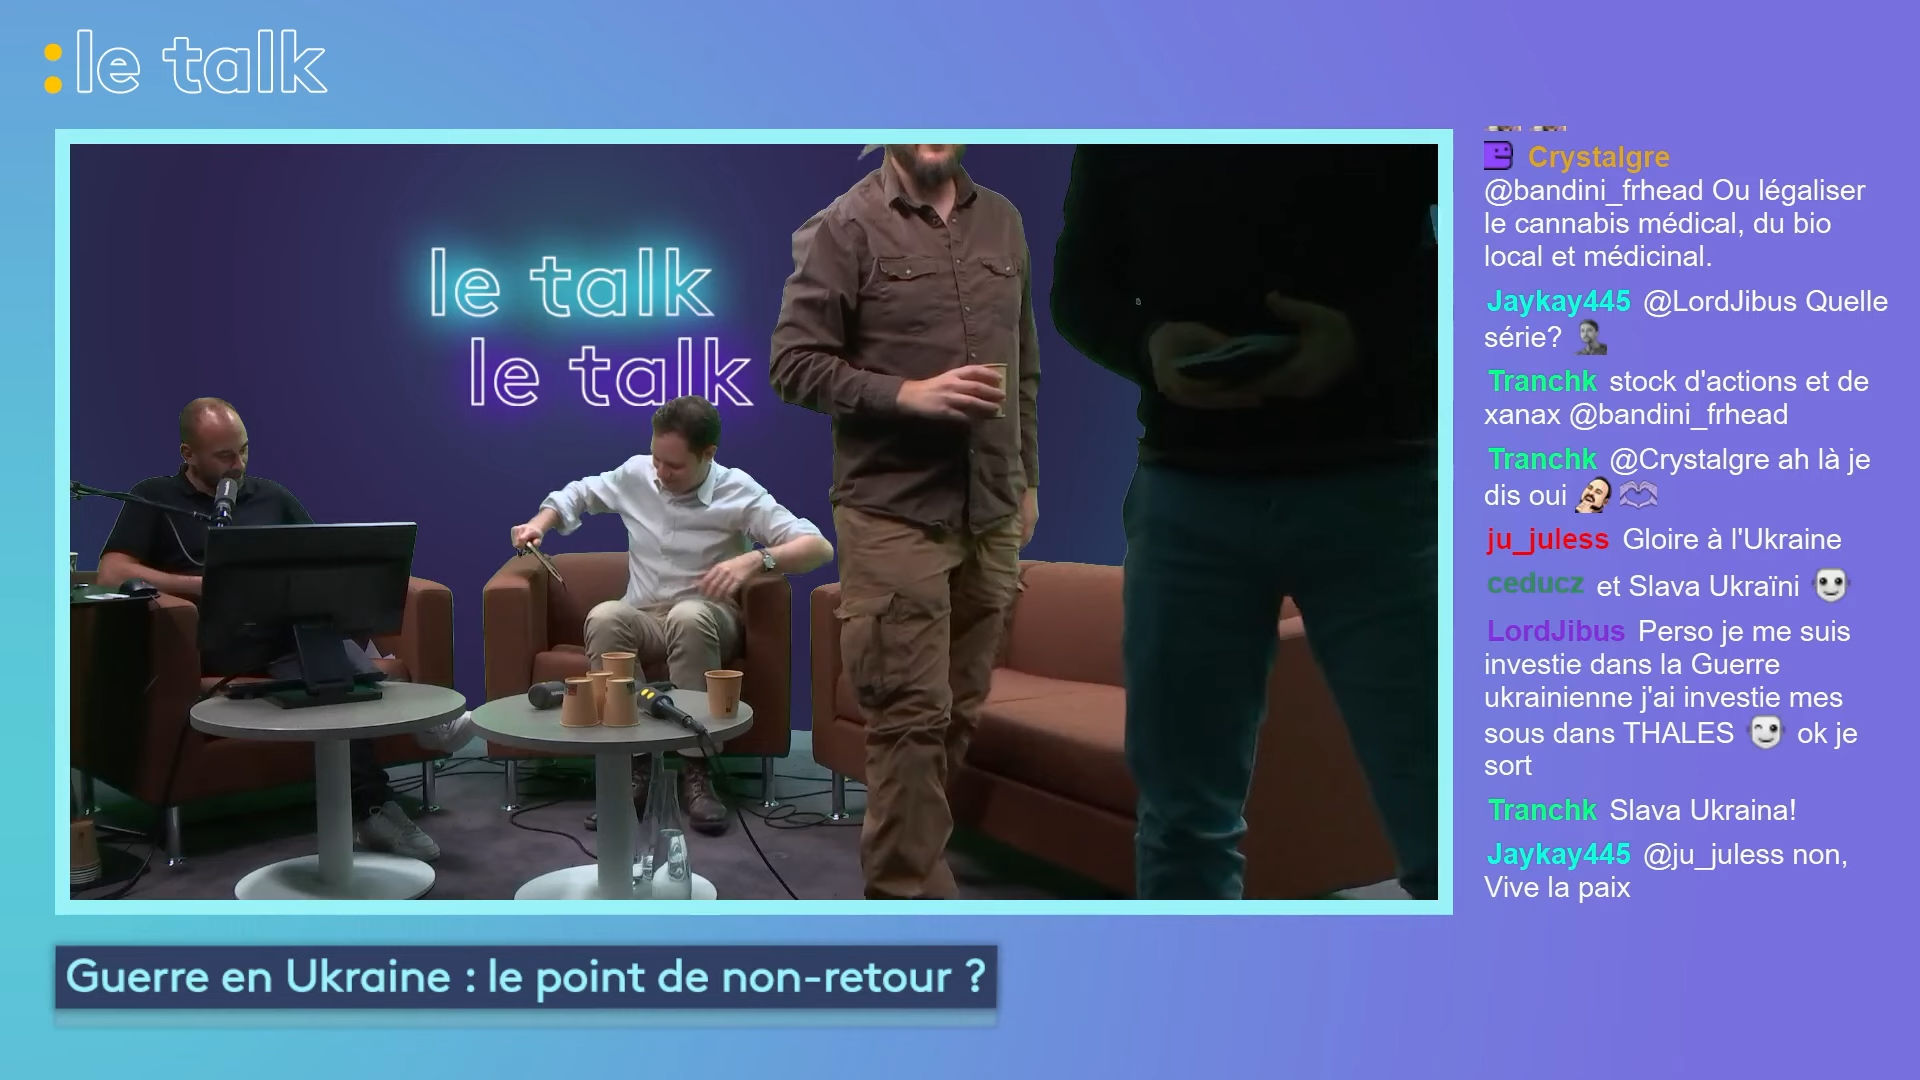 :le talk
le talk
le talk
Crystalgre
@bandini_frhead Ou légaliser
le cannabis médical, du bio
local et médicinal.
Jaykay445 @LordJibus Quelle
série?
Tranchk stock d'actions et de
xanax @bandini_frhead
Tranchk @Crystalgre ah là je
dis oui
ju_juless Gloire à l'Ukraine
ceducz et Slava Ukraïni
LordJibus Perso je me suis
investie dans la Guerre
ukrainienne j'ai investie mes
sous dans THALES ok je
sort
Tranchk Slava Ukraina!
Jaykay445 @ju_juless non,
Vive la paix
Guerre en Ukraine : le point de non-retour ?